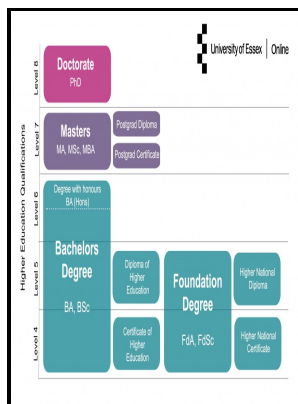 University of Essex | Online
Higher Education Qualifications
Level 8
Doctorate
PhD
Level 7
Masters
MA, MSc, MBA
Postgrad Diploma
Postgrad Certificate
Level 6
Degree with honours
BA (Hons)
Bachelors
Degree
BA, BSc
Level 5
Diploma of
Higher
Education
Foundation
Degree
FdA, FdSc
Higher National
Diploma
Level 4
Certificate of
Higher
Education
Higher National
Certificate